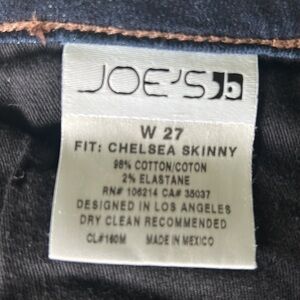 JOE'S
W 27
FIT: CHELSEA SKINNY
98% COTTON/COTON
2% ELASTANE
RN# 106214 CA# 35037
DESIGNED IN LOS ANGELES
DRY CLEAN RECOMMENDED
CL#160M MADE IN MEXICO